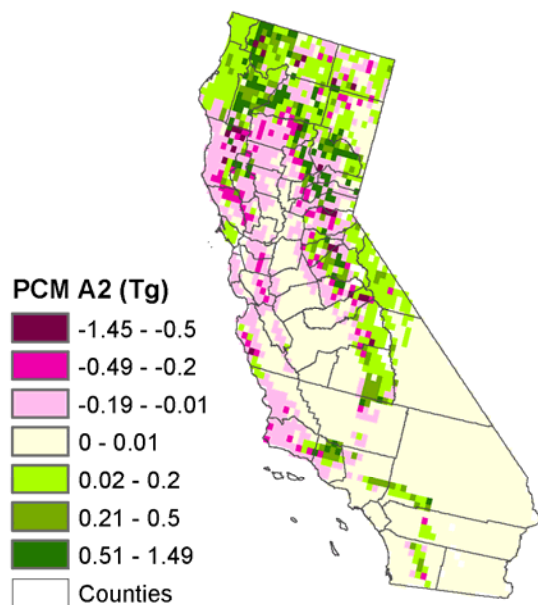 PCM A2 (Tg)
-1.45 - -0.5
-0.49 - -0.2
-0.19 - -0.01
0 - 0.01
0.02 - 0.2
0.21 - 0.5
0.51 - 1.49
Counties